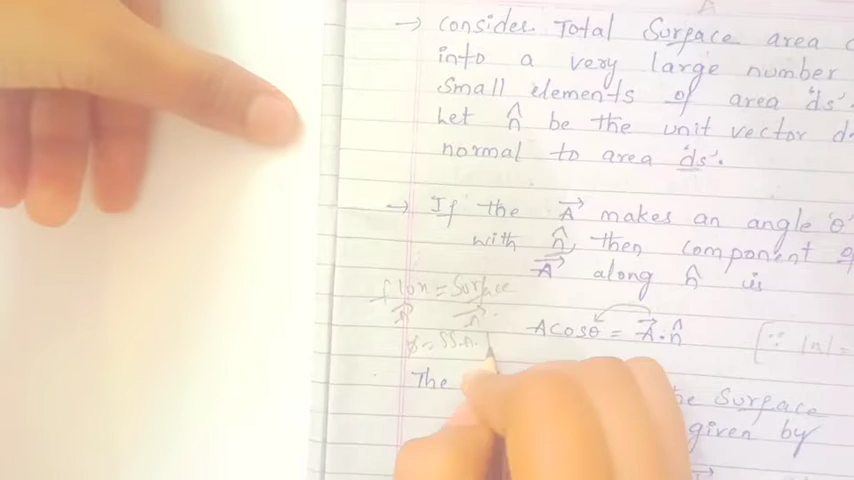 → Consider Total Surface area
into a very large number
Small elements of area 'ds'.
Let n̂ be the unit vector
normal to area 'ds'.
→ If the A⃗ makes an angle 'θ'
with n̂, then component
A⃗ along n̂ is
flux = Surface
n⃗ n⃗
Acosθ = A⃗.n̂ [∵ |n|=
The the Surface
given by